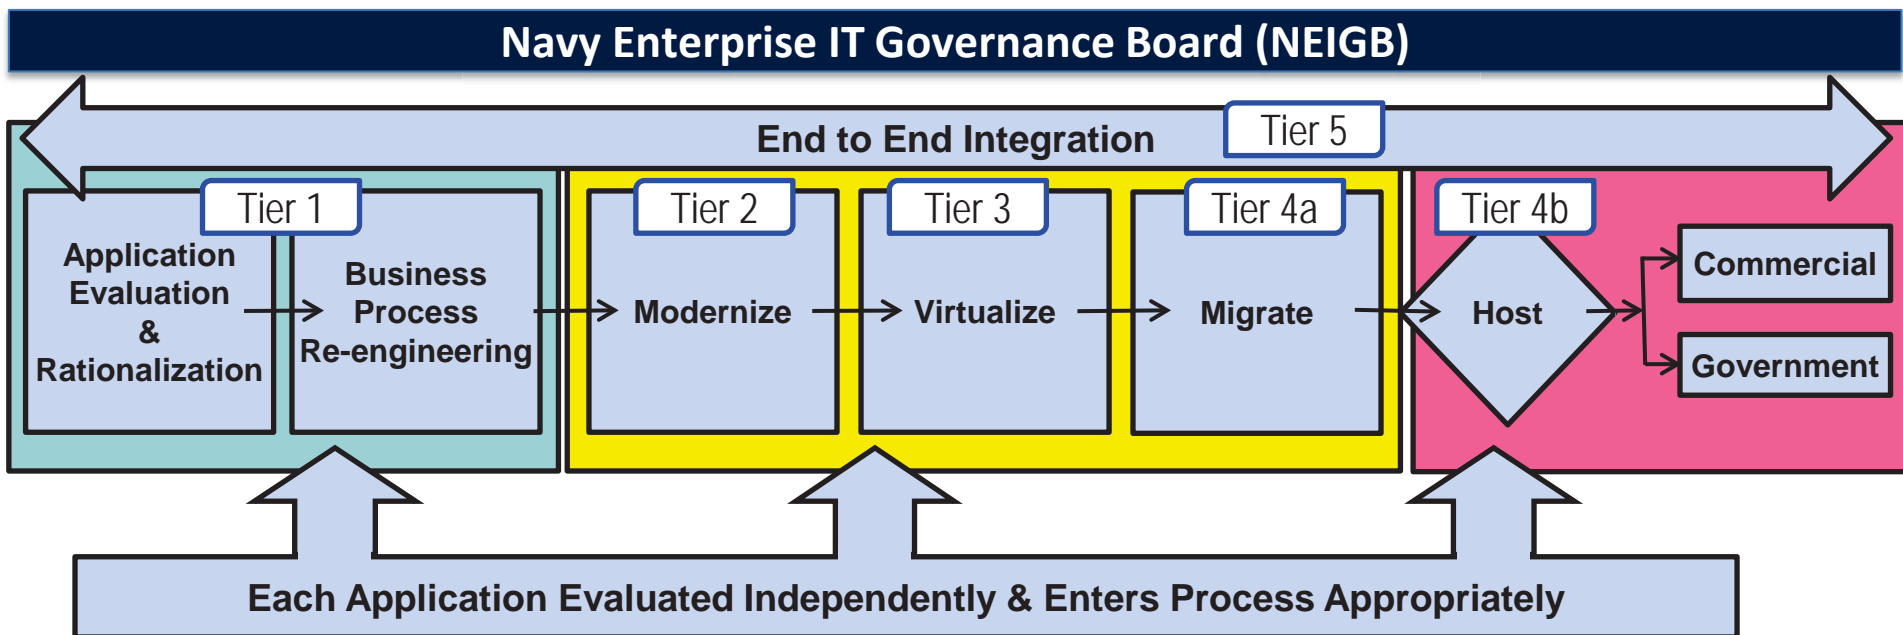 Navy Enterprise IT Governance Board (NEIGB)
End to End Integration
Tier 5
Tier 1
Tier 2
Tier 3
Tier 4a
Tier 4b
Application
Evaluation
&
Rationalization
Business
Process
Re-engineering
Modernize
Virtualize
Migrate
Host
Commercial
Government
Each Application Evaluated Independently & Enters Process Appropriately